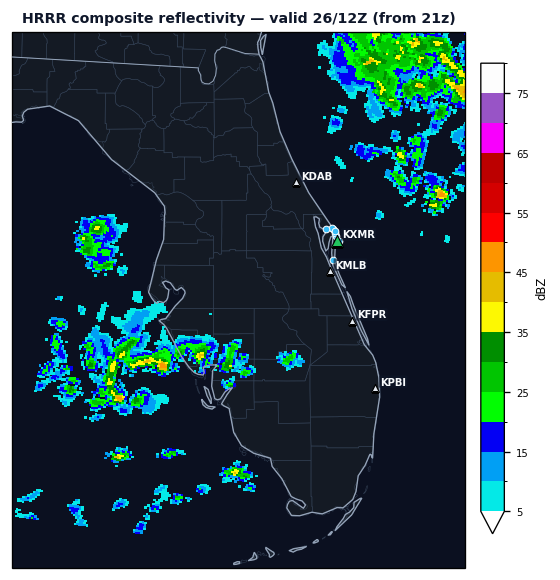 HRRR composite reflectivity — valid 26/12Z (from 21z)
KDAB
KXMR
KMLB
KFPR
KPBI
75
65
55
45
35
25
15
5
dBZ